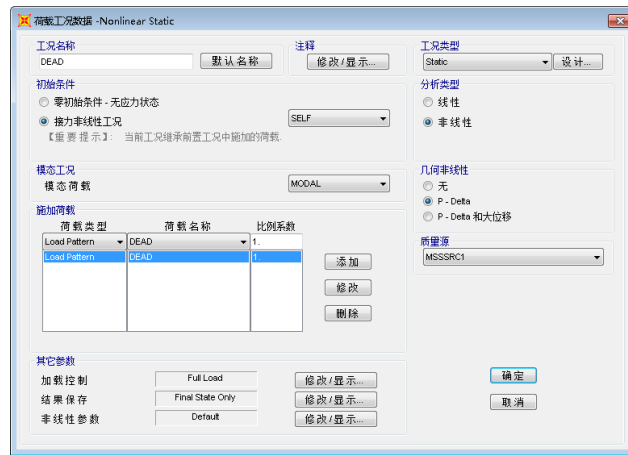 荷载工况数据 -Nonlinear Static
工况名称
DEAD
默认名称
注释
修改/显示...
工况类型
Static
设计...
初始条件
零初始条件 - 无应力状态
接力非线性工况
SELF
【重要提示】: 当前工况继承前置工况中施加的荷载.
分析类型
线性
非线性
模态工况
模态荷载
MODAL
几何非线性
无
P - Delta
P - Delta 和大位移
施加荷载
荷载类型 荷载名称 比例系数
Load Pattern DEAD 1.
Load Pattern DEAD 1.
添加
修改
删除
质量源
MSSSRC1
其它参数
加载控制 Full Load 修改/显示...
结果保存 Final State Only 修改/显示...
非线性参数 Default 修改/显示...
确定
取消